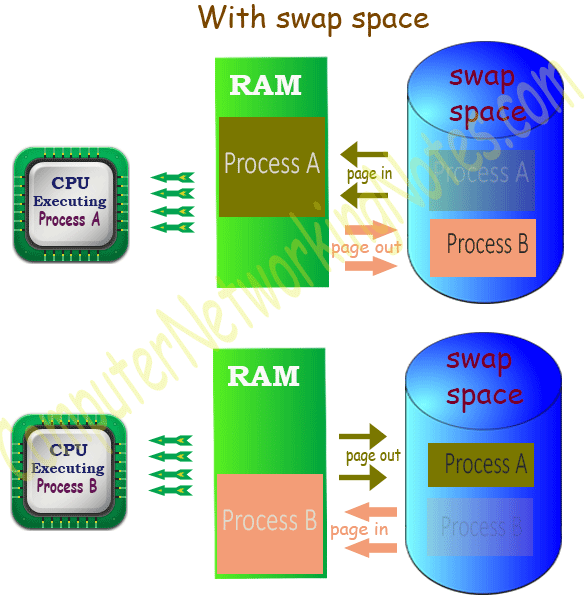 With swap space
RAM
swap
space
Process A
page in
Process A
CPU
Executing
Process A
page out
Process B
ComputerNetworkingNotes.com
RAM
swap
space
CPU
Executing
Process B
page out
Process A
Process B
page in
Process B